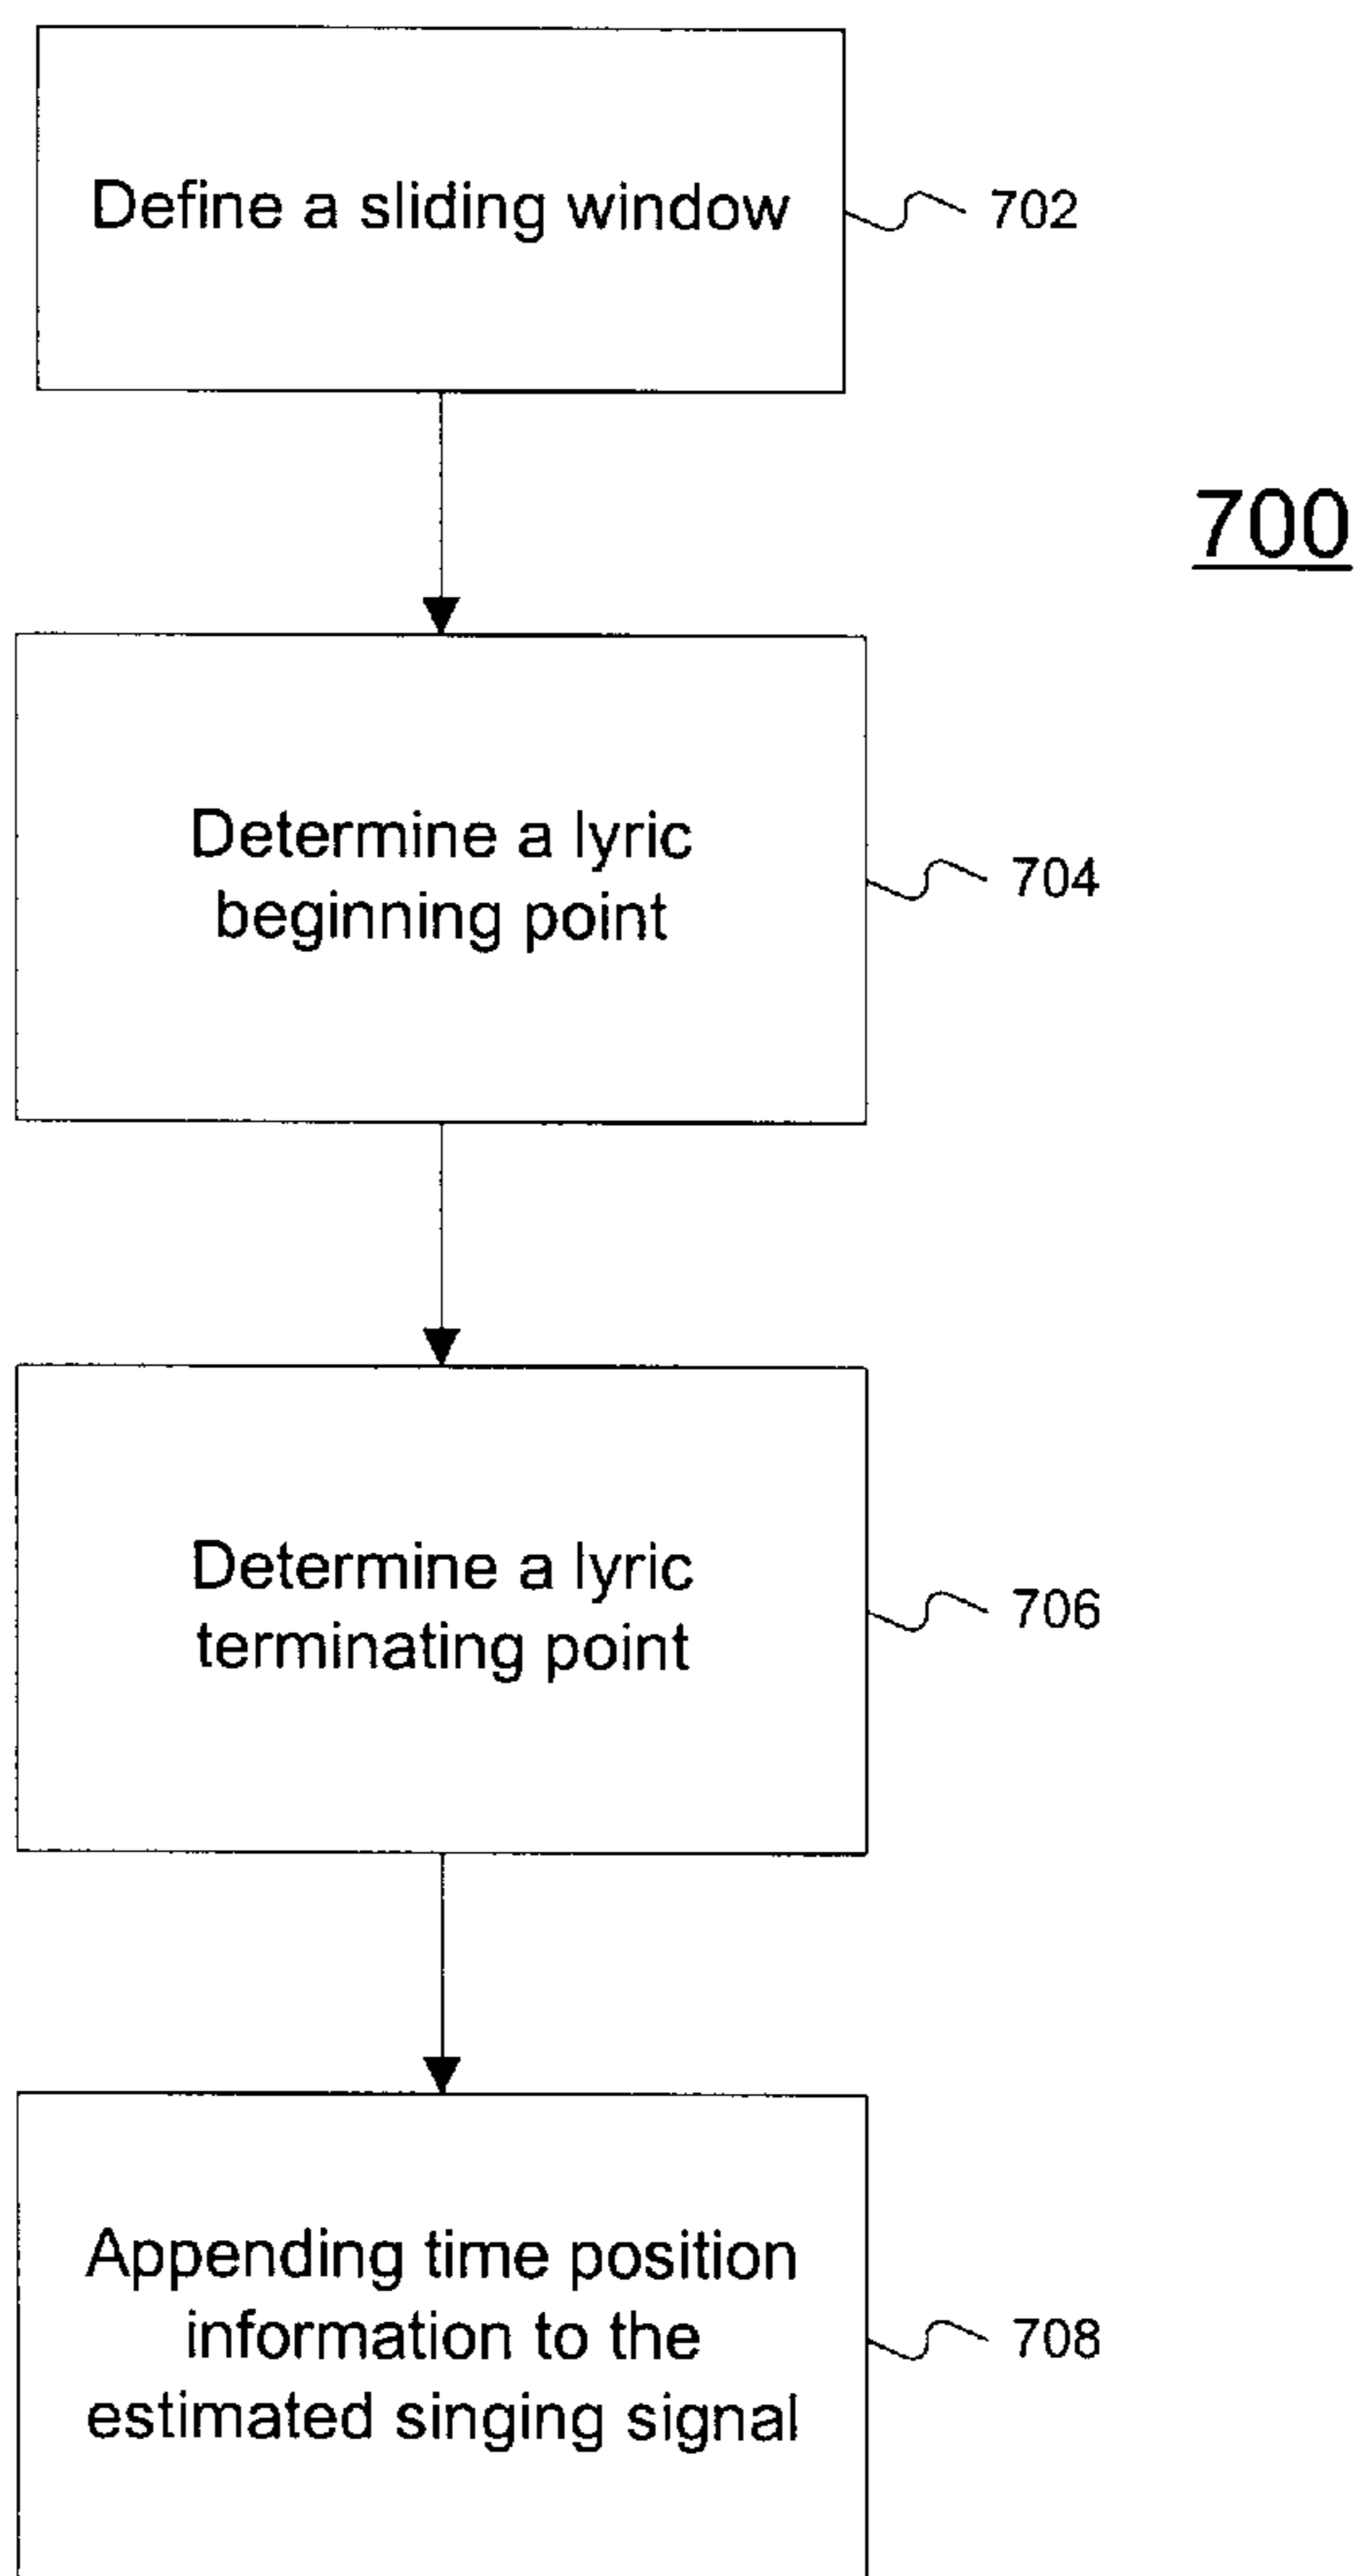 Define a sliding window
702
700
Determine a lyric
beginning point
704
Determine a lyric
terminating point
706
Appending time position
information to the
estimated singing signal
708